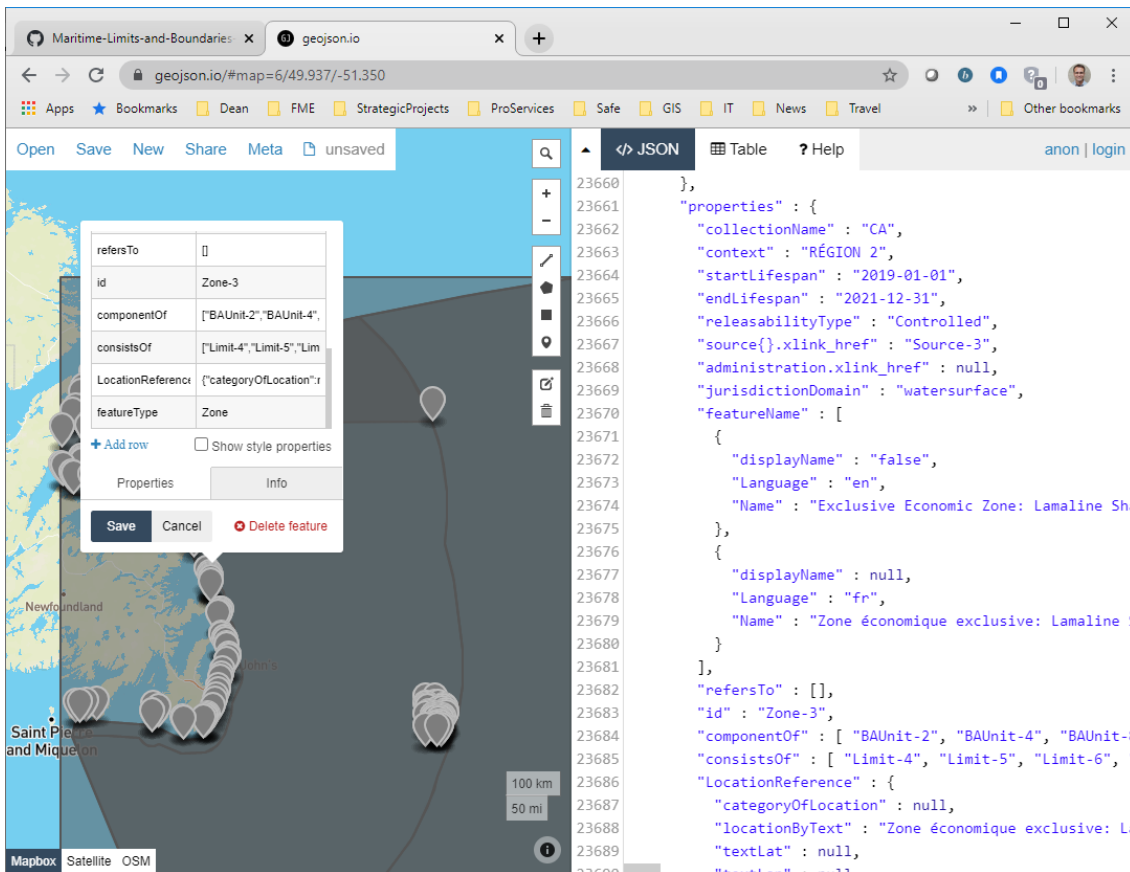 Maritime-Limits-and-Boundaries-
geojson.io
geojson.io/#map=6/49.937/-51.350
Apps Bookmarks Dean FME StrategicProjects ProServices Safe GIS IT News Travel » Other bookmarks
Open Save New Share Meta unsaved
</> JSON Table ? Help anon | login
refersTo []
id Zone-3
componentOf ["BAUnit-2","BAUnit-4",
consistsOf ["Limit-4","Limit-5","Lim
LocationReference {"categoryOfLocation":r
featureType Zone
+ Add row Show style properties
Properties Info
Save Cancel Delete feature
Newfoundland
John's
Saint Pierre
and Miquelon
100 km
50 mi
Mapbox Satellite OSM
23660 },
23661 "properties" : {
23662 "collectionName" : "CA",
23663 "context" : "RÉGION 2",
23664 "startLifespan" : "2019-01-01",
23665 "endLifespan" : "2021-12-31",
23666 "releasabilityType" : "Controlled",
23667 "source{}.xlink_href" : "Source-3",
23668 "administration.xlink_href" : null,
23669 "jurisdictionDomain" : "watersurface",
23670 "featureName" : [
23671 {
23672 "displayName" : "false",
23673 "Language" : "en",
23674 "Name" : "Exclusive Economic Zone: Lamaline Sh
23675 },
23676 {
23677 "displayName" : null,
23678 "Language" : "fr",
23679 "Name" : "Zone économique exclusive: Lamaline
23680 }
23681 ],
23682 "refersTo" : [],
23683 "id" : "Zone-3",
23684 "componentOf" : [ "BAUnit-2", "BAUnit-4", "BAUnit-8
23685 "consistsOf" : [ "Limit-4", "Limit-5", "Limit-6",
23686 "LocationReference" : {
23687 "categoryOfLocation" : null,
23688 "locationByText" : "Zone économique exclusive: La
23689 "textLat" : null,